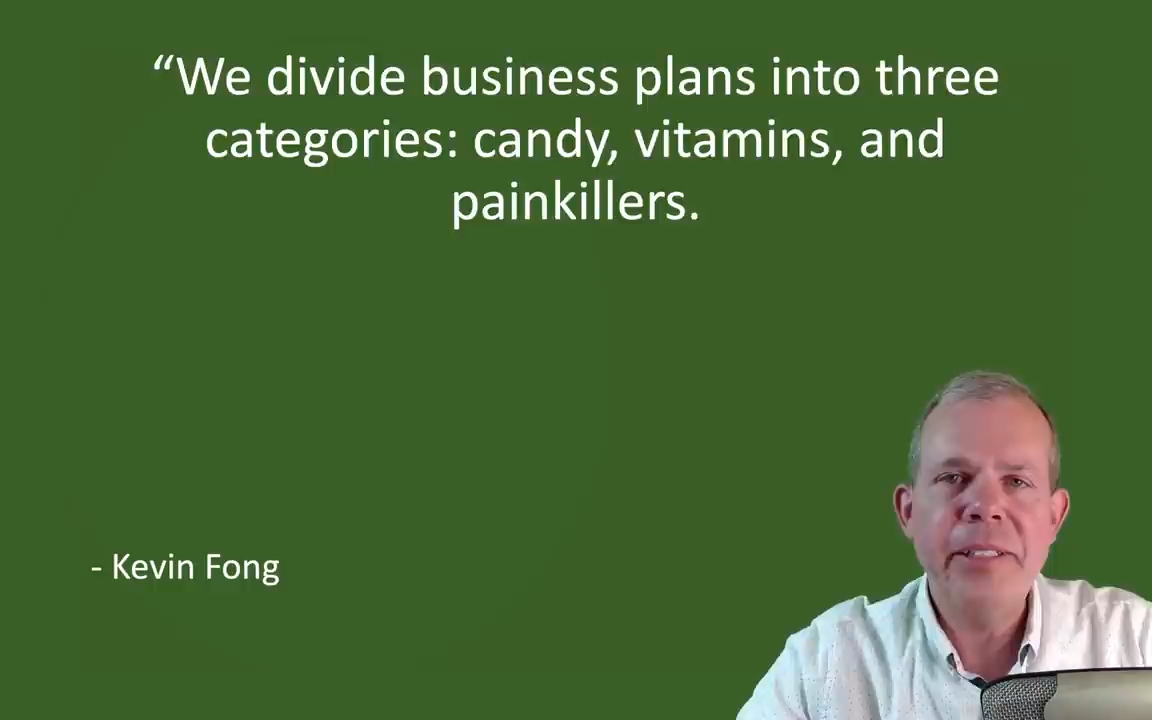 “We divide business plans into three
categories: candy, vitamins, and
painkillers.
- Kevin Fong